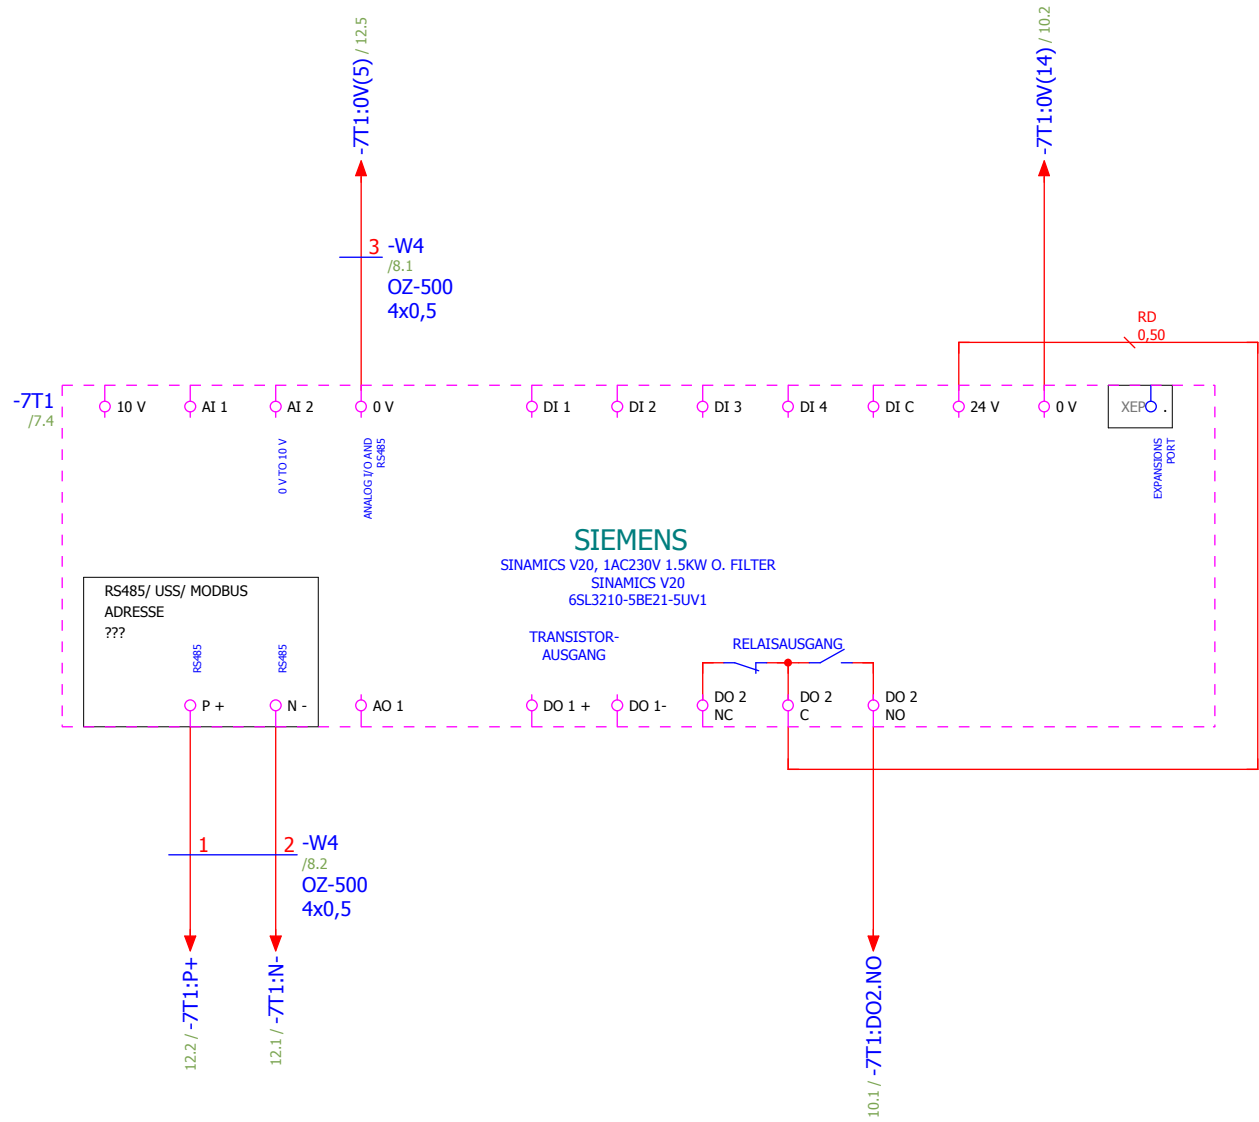 -7T1:0V(5) / 12.5
-7T1:0V(14) / 10.2
3 -W4
/8.1
OZ-500
4x0,5
RD
0,50
-7T1
/7.4
10 V
AI 1
AI 2
0 V
DI 1
DI 2
DI 3
DI 4
DI C
24 V
0 V
XEP .
0 V TO 10 V
ANALOG I/O AND
RS485
EXPANSIONS
PORT
SIEMENS
SINAMICS V20, 1AC230V 1.5KW O. FILTER
SINAMICS V20
6SL3210-5BE21-5UV1
RS485/ USS/ MODBUS
ADRESSE
???
RS485
RS485
TRANSISTOR-
AUSGANG
RELAISAUSGANG
P +
N -
AO 1
DO 1 +
DO 1-
DO 2
NC
DO 2
C
DO 2
NO
1
2 -W4
/8.2
OZ-500
4x0,5
12.2 / -7T1:P+
12.1 / -7T1:N-
10.1 / -7T1:DO2.NO